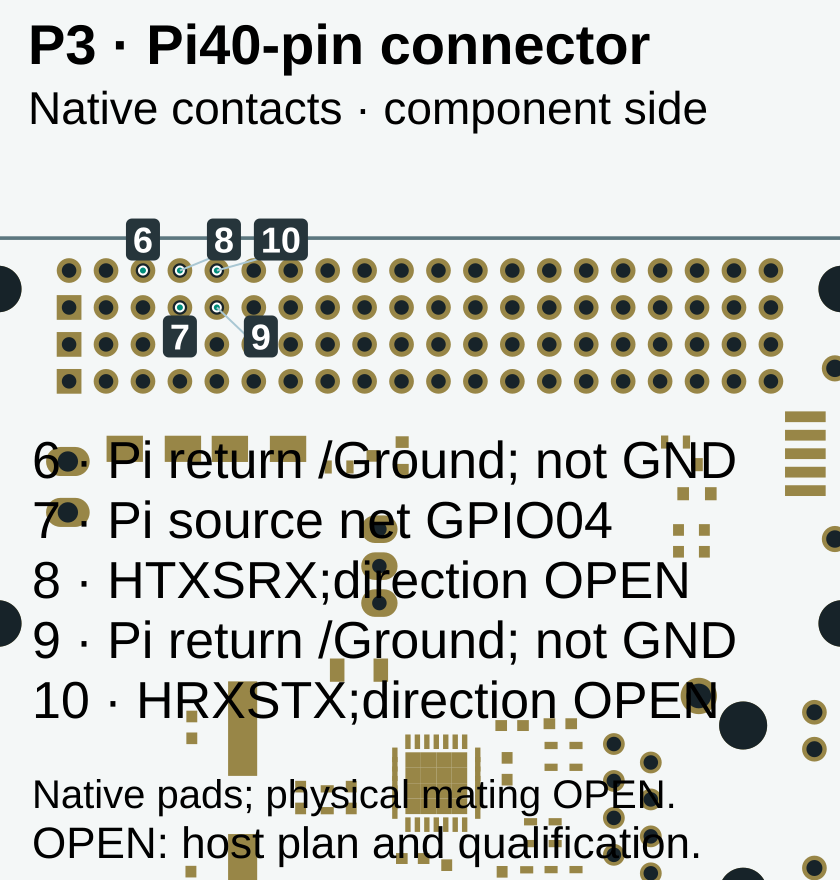 P3 · Pi40-pin connector
Native contacts · component side
6 8 10
7 9
6 · Pi return /Ground; not GND
7 · Pi source net GPIO04
8 · HTXSRX;direction OPEN
9 · Pi return /Ground; not GND
10 · HRXSTX;direction OPEN
Native pads; physical mating OPEN.
OPEN: host plan and qualification.